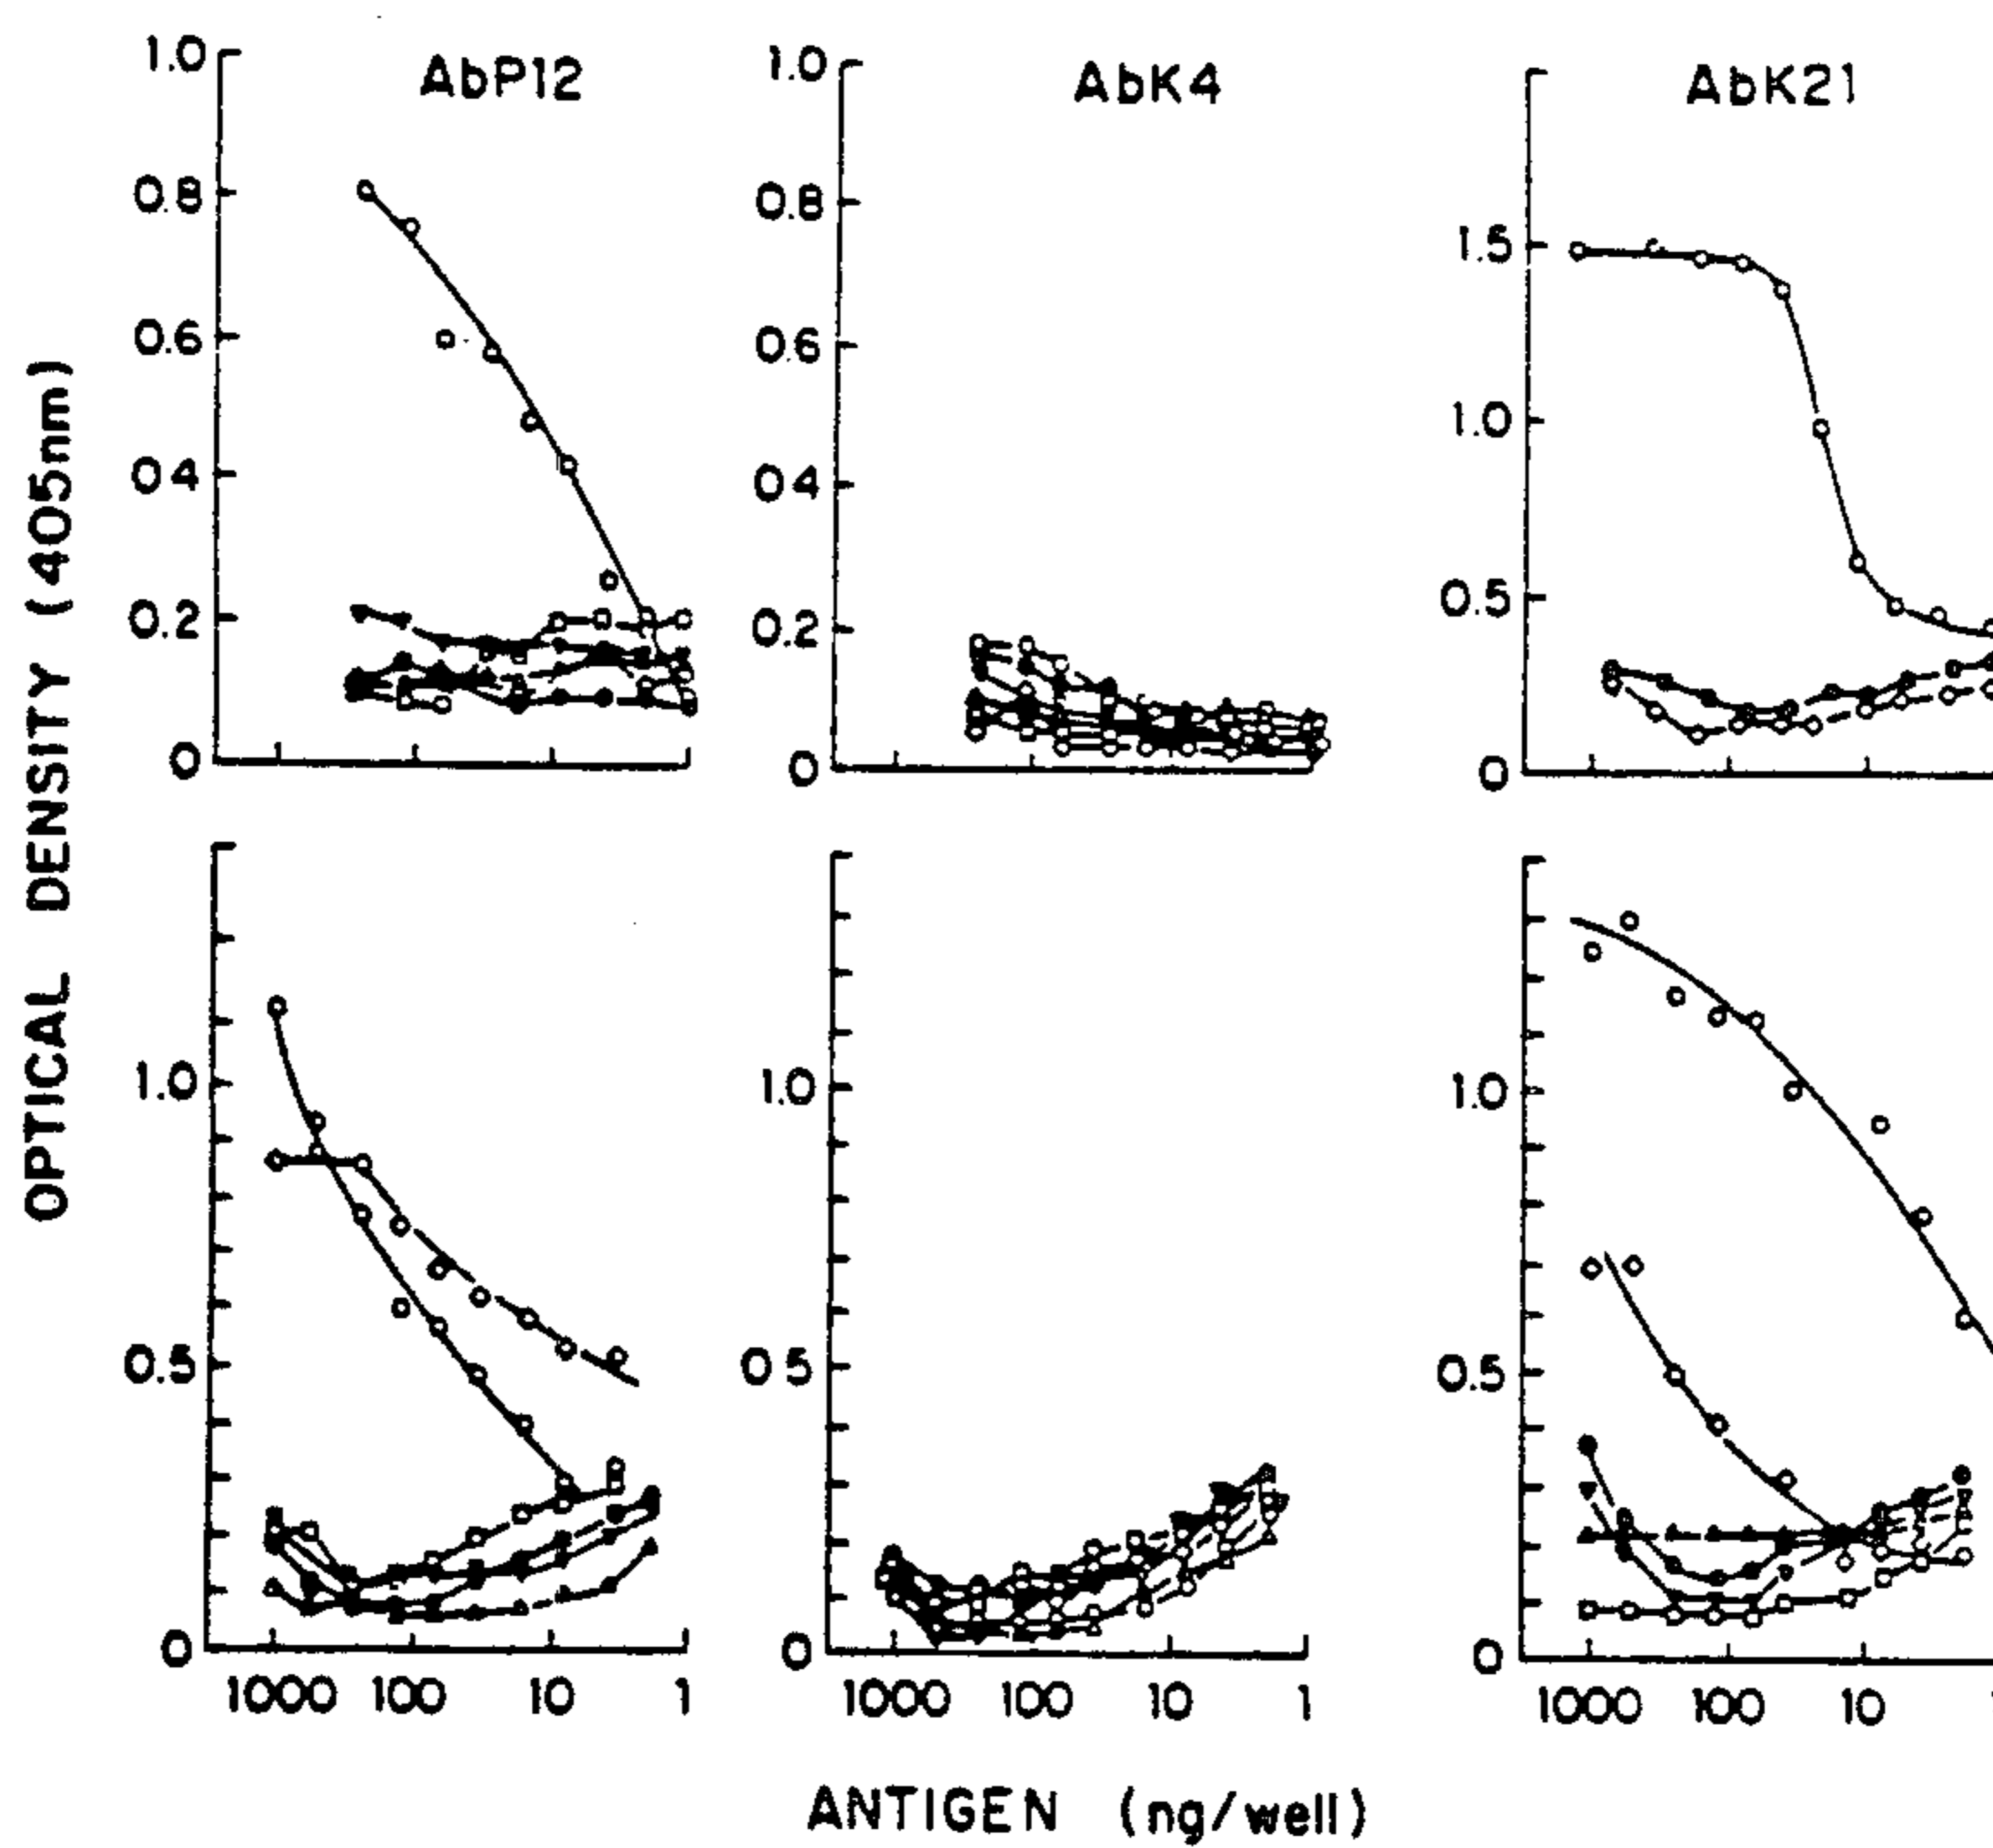 AbP12 AbK4 AbK21
1.0 1.0
0.8 0.8 1.5
0.6 0.6 1.0
0.4 0.4
0.2 0.2 0.5
0 0 0
OPTICAL DENSITY (405nm)
1.0 1.0 1.0
0.5 0.5 0.5
0 0 0
1000 100 10 1 1000 100 10 1 1000 100 10
ANTIGEN (ng/well)